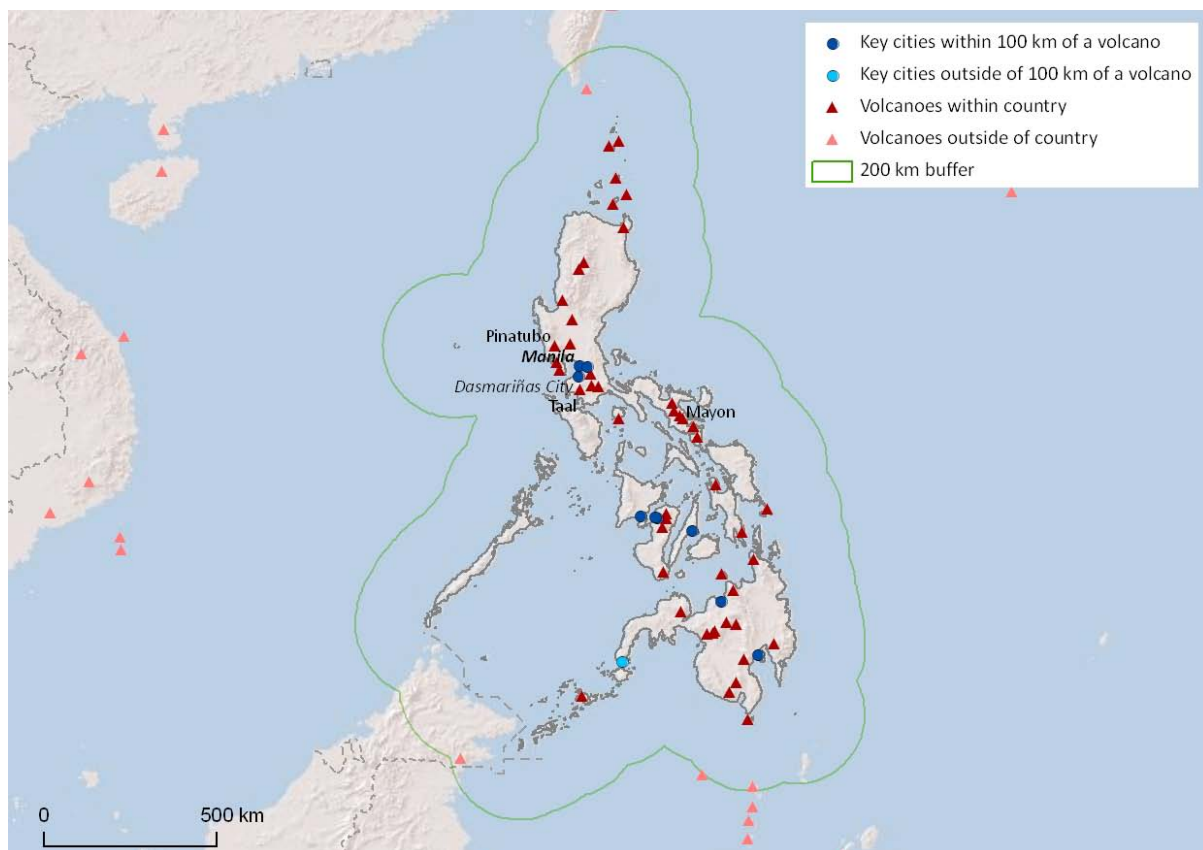 Key cities within 100 km of a volcano
Key cities outside of 100 km of a volcano
Volcanoes within country
Volcanoes outside of country
200 km buffer
Pinatubo
Manila
Dasmariñas City
Taal
Mayon
0 500 km